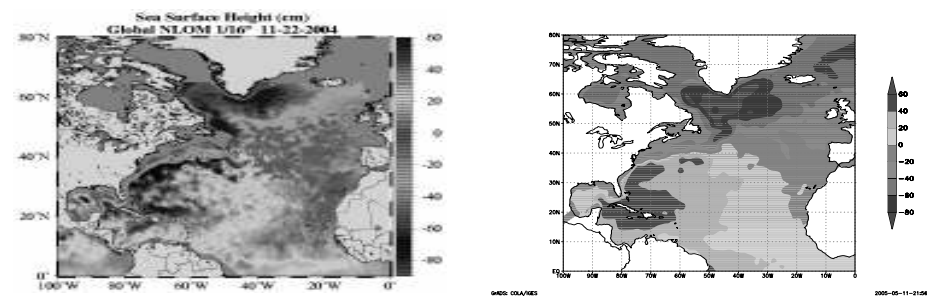 Sea Surface Height (cm)
Global NLOM 1/16° 11-22-2004
80°N
60°N
40°N
20°N
0°
100°W 80°W 60°W 40°W 20°W 0°
60
40
20
0
-20
-40
-60
-80
80N
70N
60N
50N
40N
30N
20N
10N
EQ
100W 90W 80W 70W 60W 50W 40W 30W 20W 10W 0
60
40
20
0
-20
-40
-60
-80
GrADS: COLA/IGES
2005-05-11-21:56